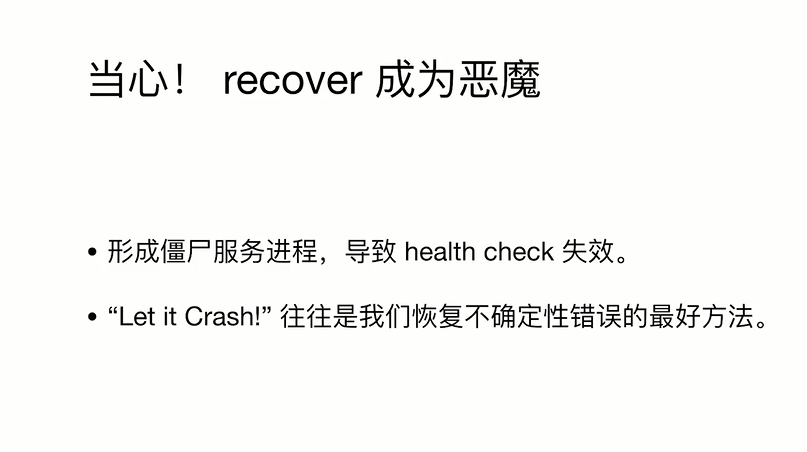 当心！ recover 成为恶魔
• 形成僵尸服务进程，导致 health check 失效。
• “Let it Crash!” 往往是我们恢复不确定性错误的最好方法。